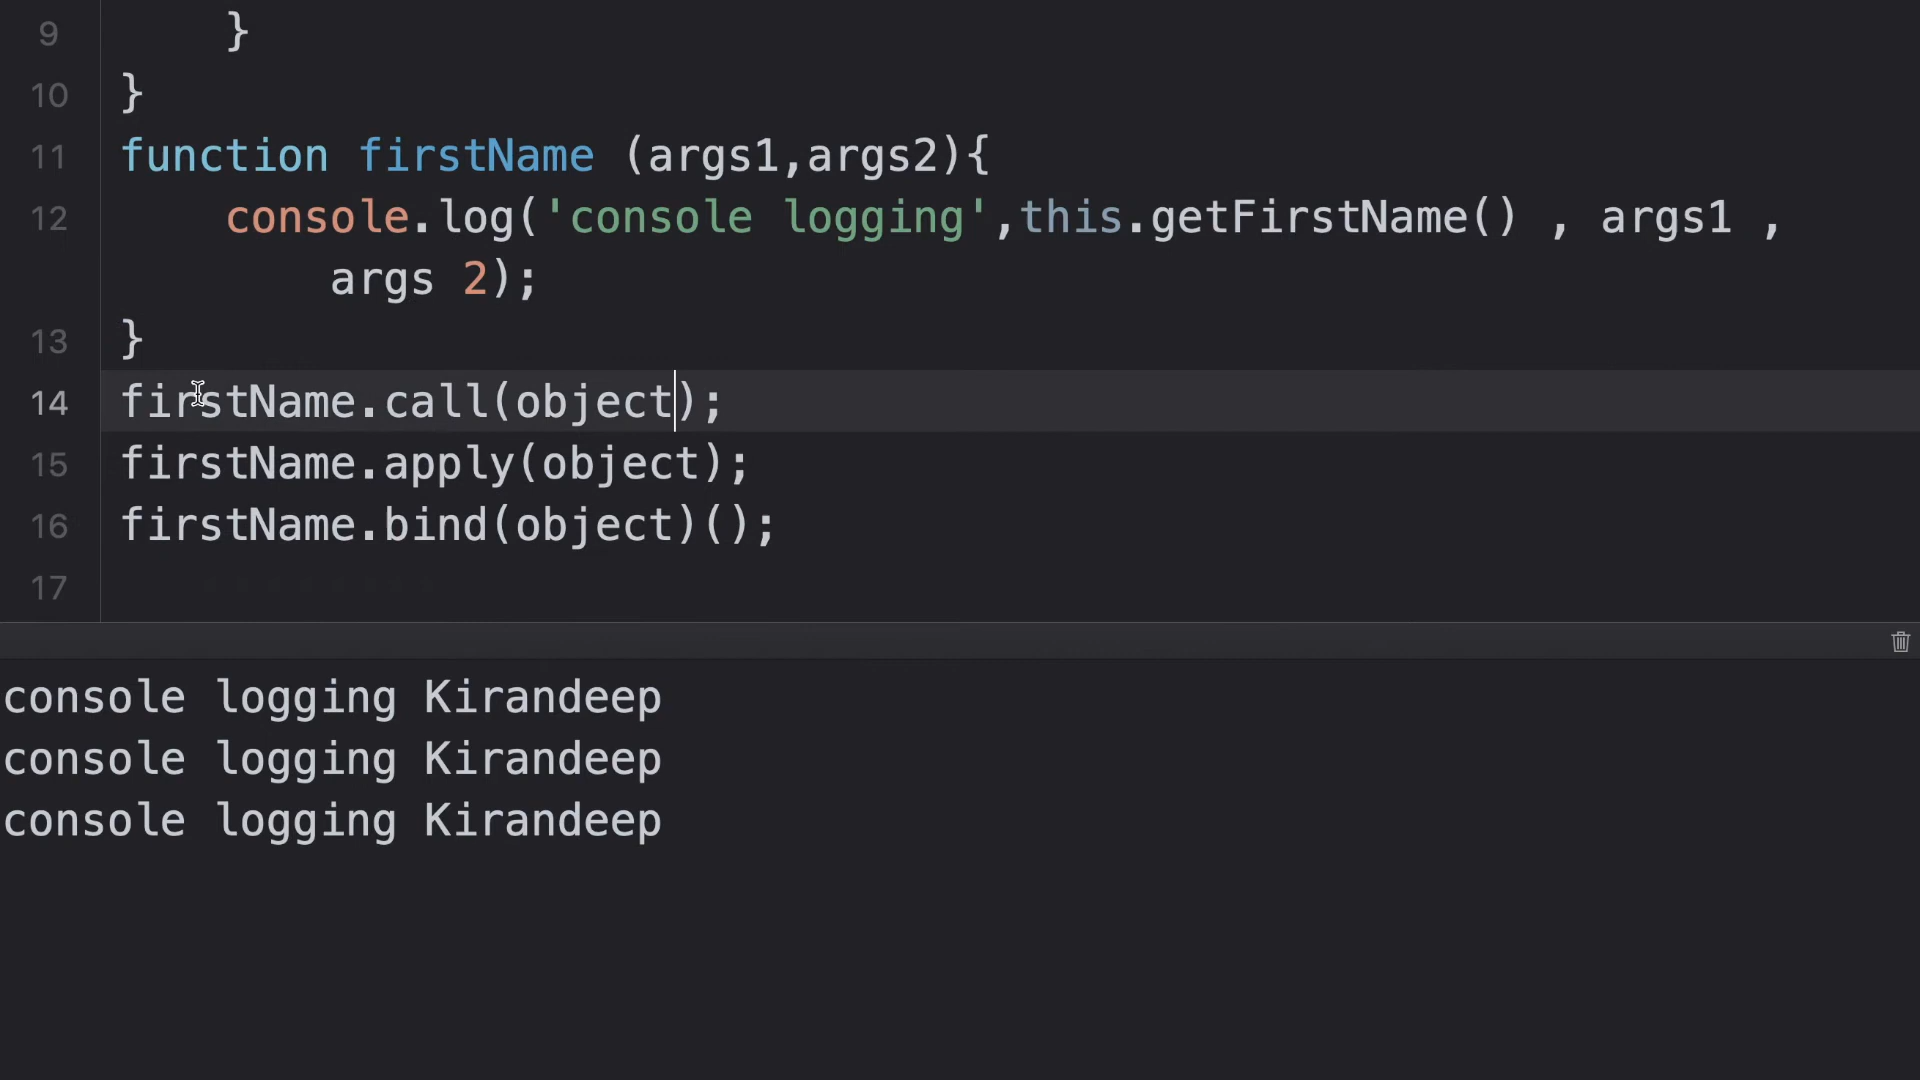 9 }
10 }
11 function firstName (args1,args2){
12 console.log('console logging',this.getFirstName() , args1 ,
args 2);
13 }
14 firstName.call(object);
15 firstName.apply(object);
16 firstName.bind(object)();
17
console logging Kirandeep
console logging Kirandeep
console logging Kirandeep